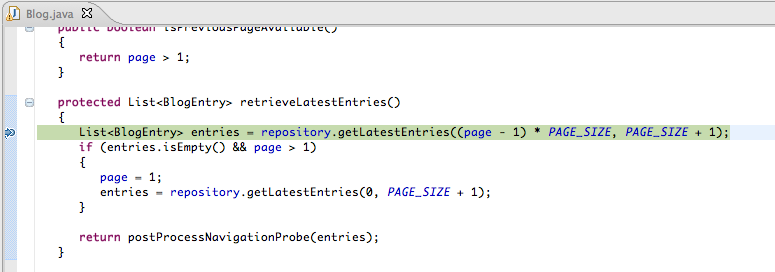 Blog.java
public boolean isPreviousPageAvailable()
{
return page > 1;
}
protected List<BlogEntry> retrieveLatestEntries()
{
List<BlogEntry> entries = repository.getLatestEntries((page - 1) * PAGE_SIZE, PAGE_SIZE + 1);
if (entries.isEmpty() && page > 1)
{
page = 1;
entries = repository.getLatestEntries(0, PAGE_SIZE + 1);
}
return postProcessNavigationProbe(entries);
}